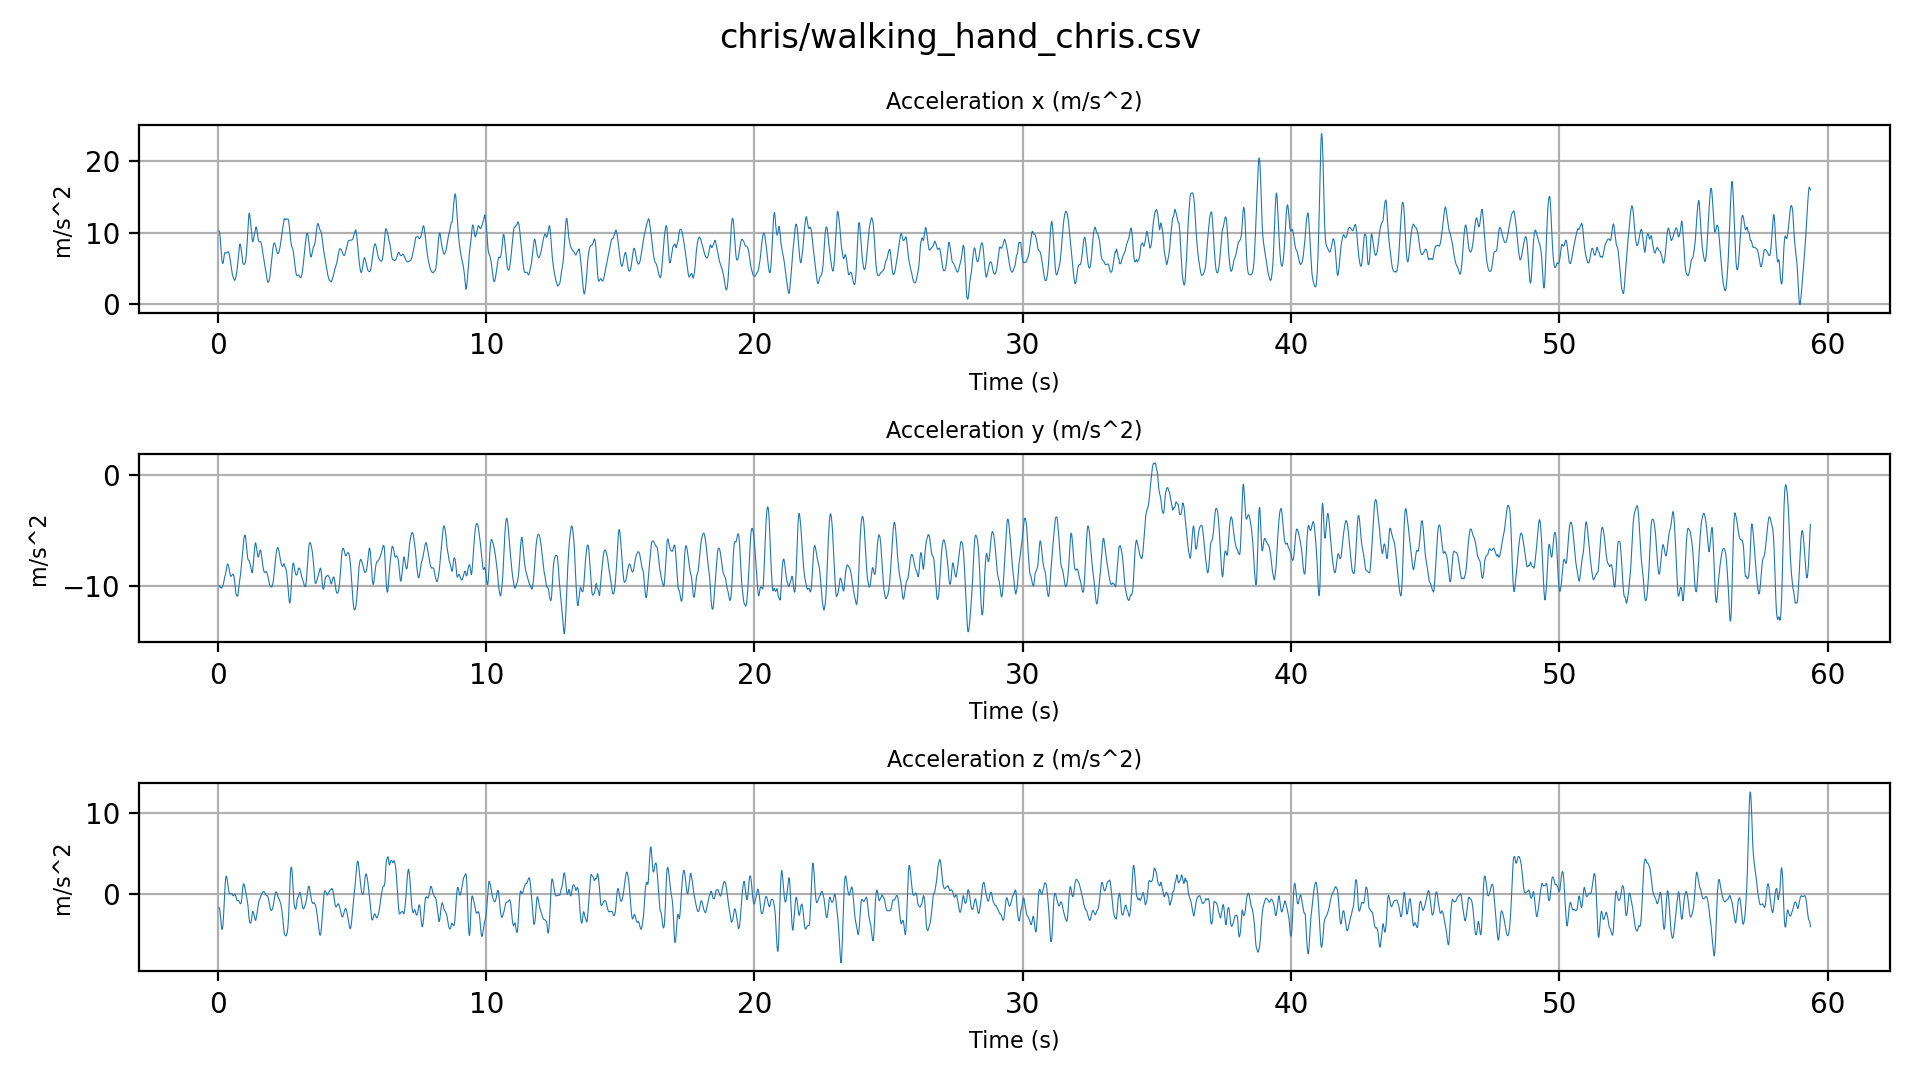 chris/walking_hand_chris.csv
Acceleration x (m/s^2)
m/s^2
20
10
0
0 10 20 30 40 50 60
Time (s)
Acceleration y (m/s^2)
m/s^2
0
−10
0 10 20 30 40 50 60
Time (s)
Acceleration z (m/s^2)
m/s^2
10
0
0 10 20 30 40 50 60
Time (s)